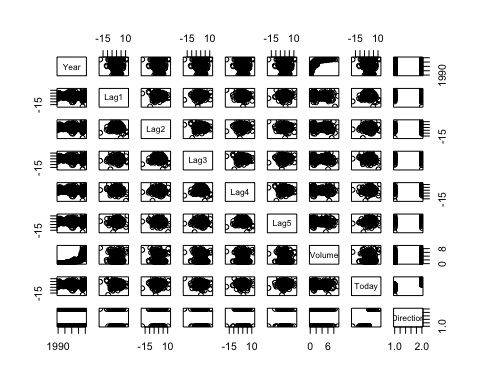 -15 10 -15 10 -15 10 -15 10
Year
1990
-15
Lag1
Lag2
-15
-15
Lag3
Lag4
-15
-15
Lag5
Volume
0 8
-15
Today
Direction
1.0
1990 -15 10 -15 10 0 6 1.0 2.0